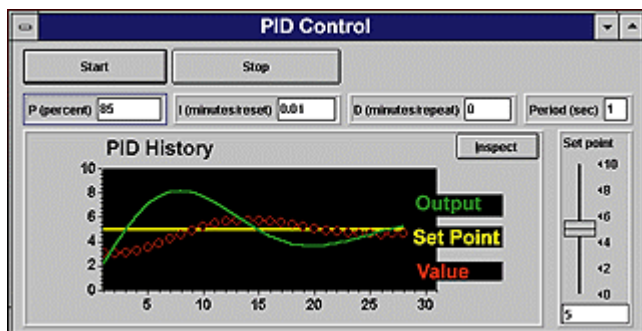 PID Control
Start Stop
P (percent) 85 I (minutes/reset) 0.01 D (minutes/repeat) 0 Period (sec) 1
PID History Inspect Set point
10
8
6
4
2
0
5 10 15 20 25 30
Output
Set Point
Value
10
8
6
4
2
0
5